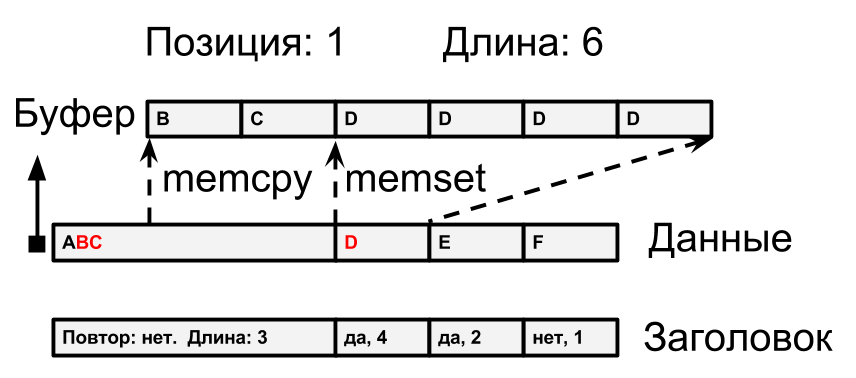 Позиция: 1 Длина: 6
Буфер B C D D D D
memcpy memset
ABC D E F Данные
Повтор: нет. Длина: 3 да, 4 да, 2 нет, 1 Заголовок